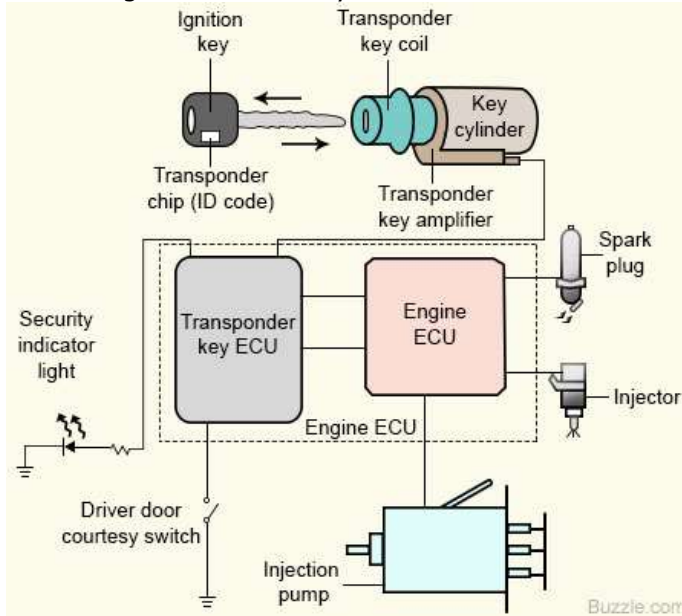 Ignition
key
Transponder
key coil
Key
cylinder
Transponder
chip (ID code)
Transponder
key amplifier
Spark
plug
Security
indicator
light
Transponder
key ECU
Engine
ECU
Injector
Engine ECU
Driver door
courtesy switch
Injection
pump
Buzzle.com